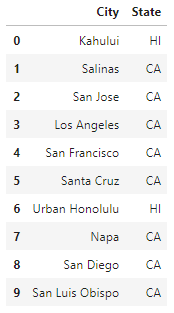 City State
0 Kahului HI
1 Salinas CA
2 San Jose CA
3 Los Angeles CA
4 San Francisco CA
5 Santa Cruz CA
6 Urban Honolulu HI
7 Napa CA
8 San Diego CA
9 San Luis Obispo CA